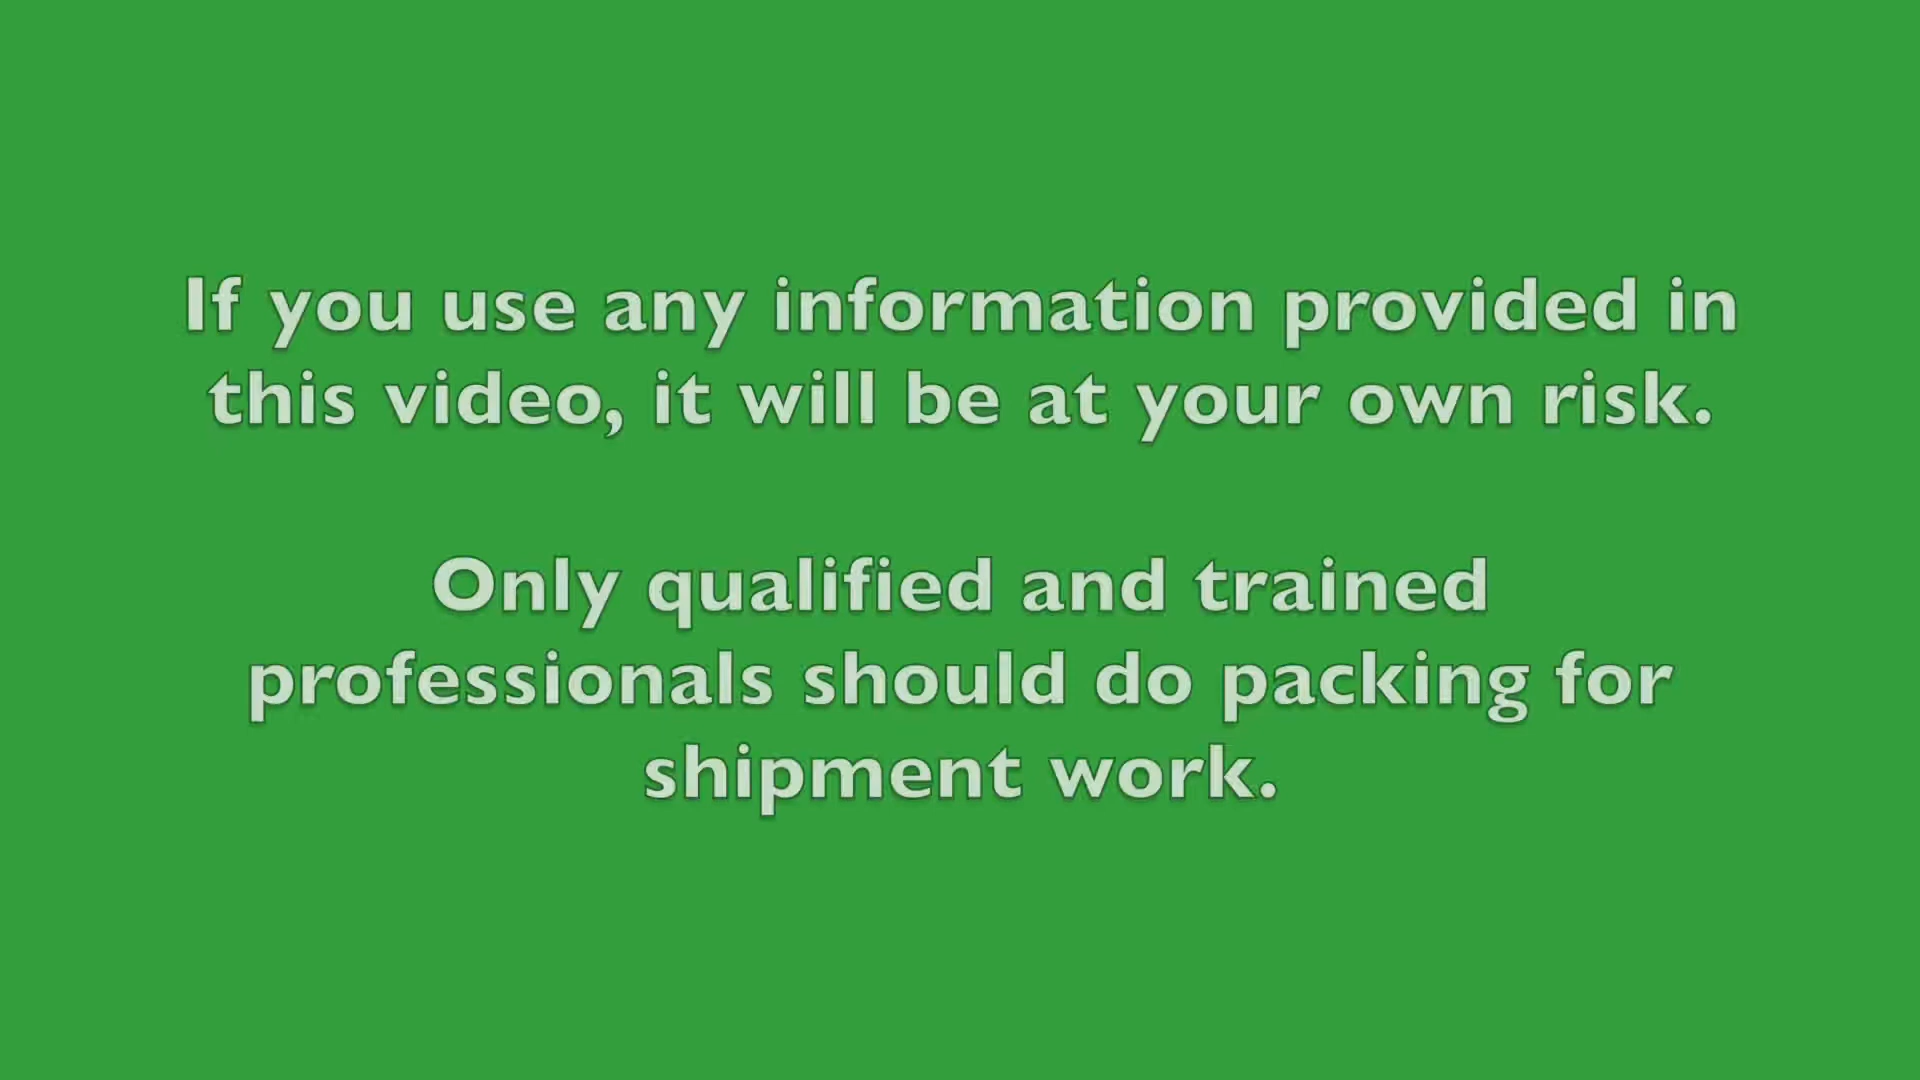 If you use any information provided in
this video, it will be at your own risk.
Only qualified and trained
professionals should do packing for
shipment work.